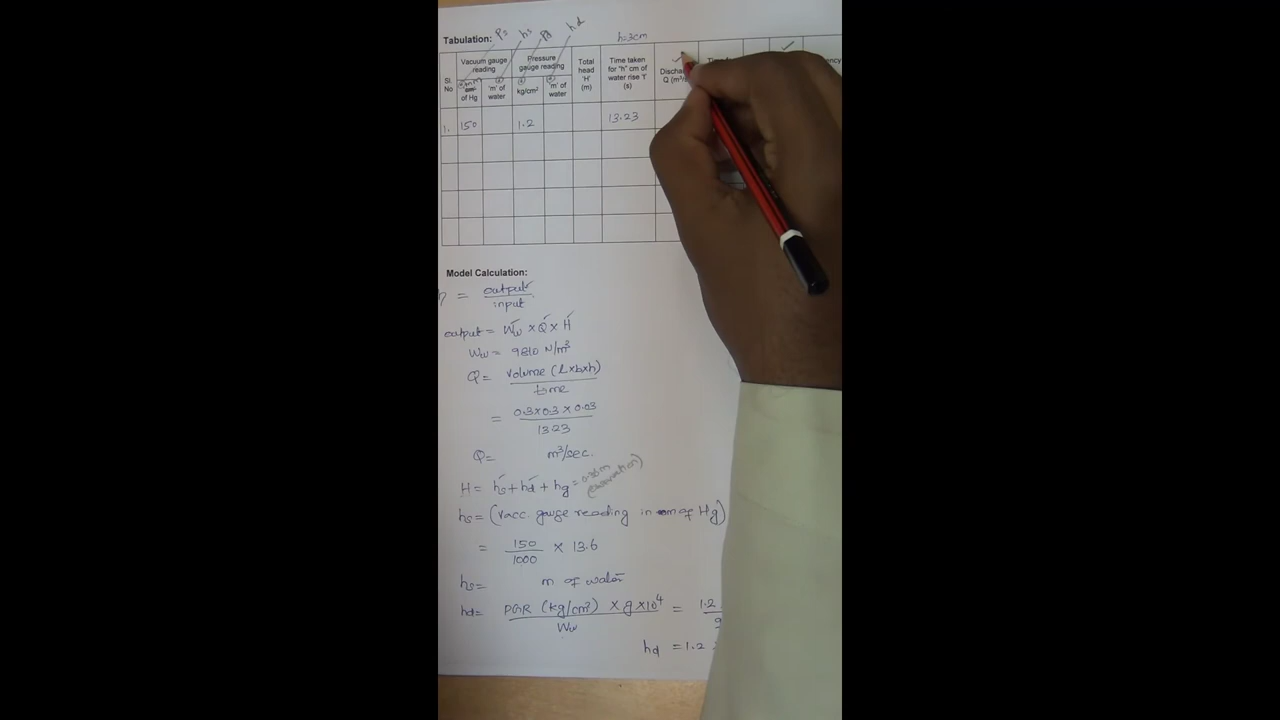 Tabulation: Ps hs Pg hd h=3cm
Sl. No
Vacuum gauge reading
mm of Hg
'm' of water
Pressure gauge reading
kg/cm²
'm' of water
Total head 'H' (m)
Time taken for "h" cm of water rise 't' (s)
Q (m³/s
1. 150 1.2 13.23
Model Calculation:
η = output / input
output = Ww × Q × H
Ww = 9810 N/m³
Q = volume (l×b×h) / time
= 0.3×0.3×0.03 / 13.23
Q = m³/sec.
H = hs + hd + hg
hs = (vacc. gauge reading in m of Hg)
= 150/1000 × 13.6
hs = m of water
hd = PGR (kg/cm²) × g×10⁴ / Ww = 1.2
hd = 1.2